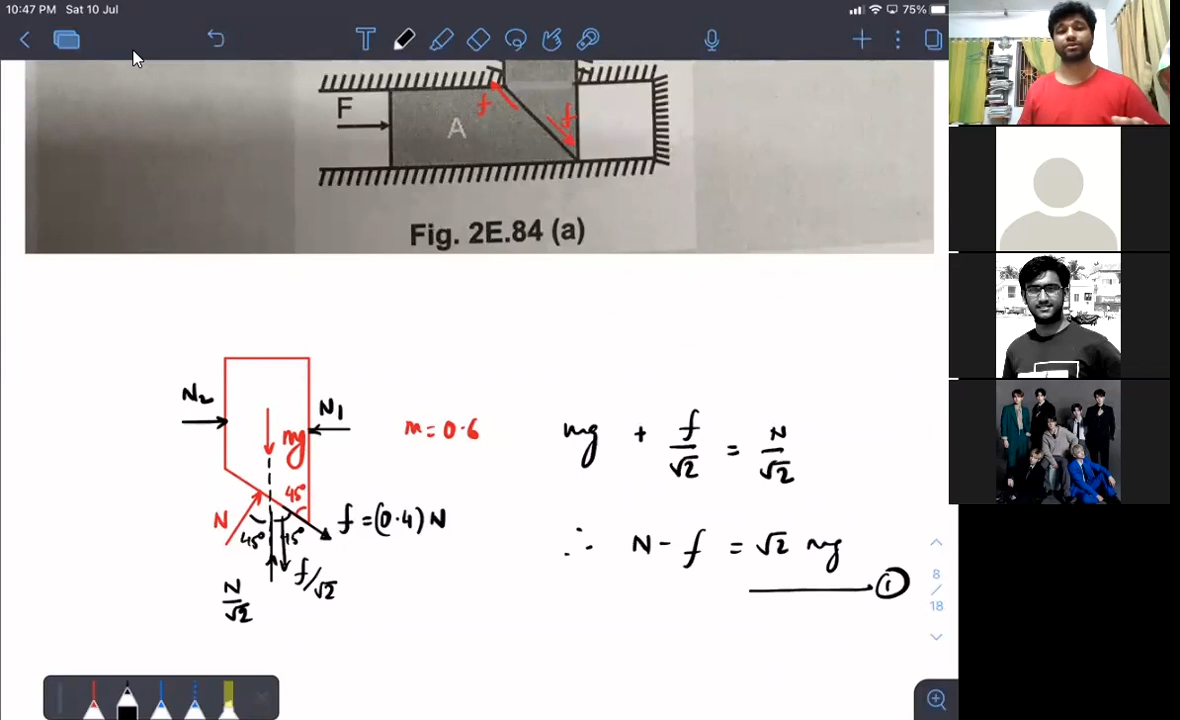 10:47 PM Sat 10 Jul
75%
F
f
f
A
Fig. 2E.84 (a)
N₂
N₁
mg
m = 0.6
mg + f/√2 = N/√2
45°
N
f = (0.4) N
45°
45°
f/√2
N/√2
∴ N - f = √2 mg
①
8
/
18